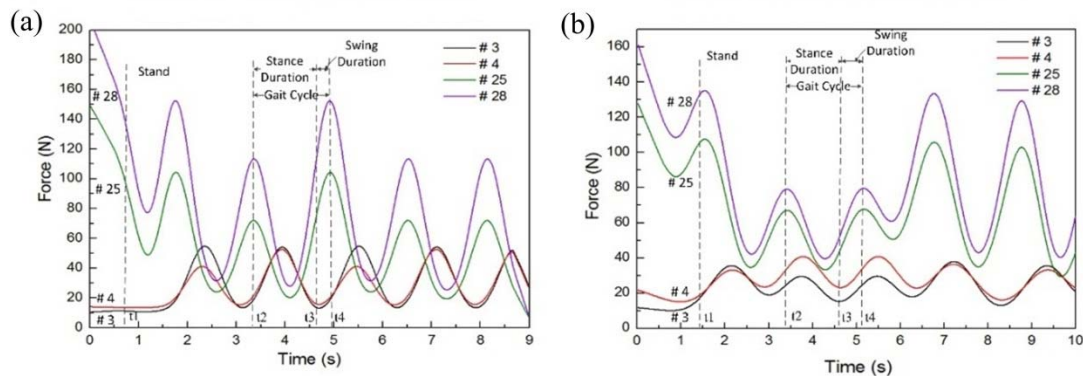 (a)
200
180
160
140
120
100
80
60
40
20
0
Force (N)
0 1 2 3 4 5 6 7 8 9
Time (s)
Stand
Stance
Duration
Swing
Duration
Gait Cycle
# 3
# 4
# 25
# 28
# 28
# 25
# 4
# 3
t1
t2
t3
t4
(b)
160
140
120
100
80
60
40
20
0
Force (N)
0 1 2 3 4 5 6 7 8 9 10
Time (s)
Stand
Stance
Duration
Swing
Duration
Gait Cycle
# 3
# 4
# 25
# 28
# 28
# 25
# 4
# 3
t1
t2
t3
t4